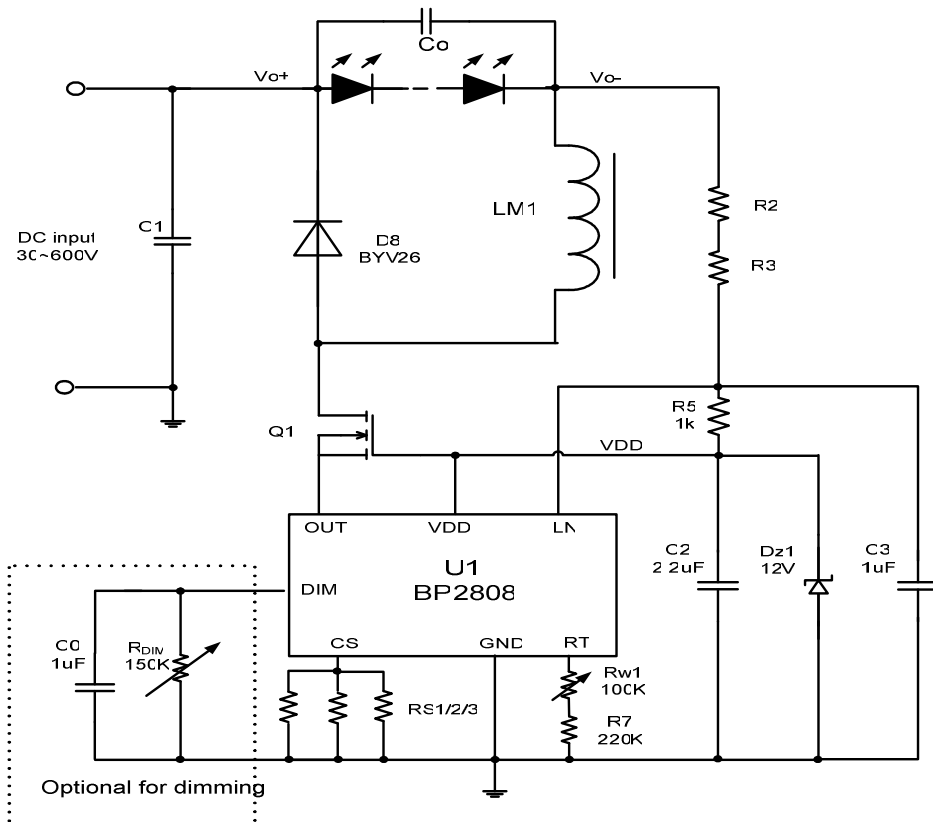 Co
Vo+
Vo-
C1
LM1
R2
DC input
30~600V
D8
BYV26
R3
Q1
R5
1k
VDD
OUT
VDD
LN
U1
BP2808
C2
2.2uF
Dz1
12V
C3
1uF
DIM
CS
GND
RT
C0
1uF
RDIM
150K
RS1/2/3
Rw1
100K
R7
220K
Optional for dimming